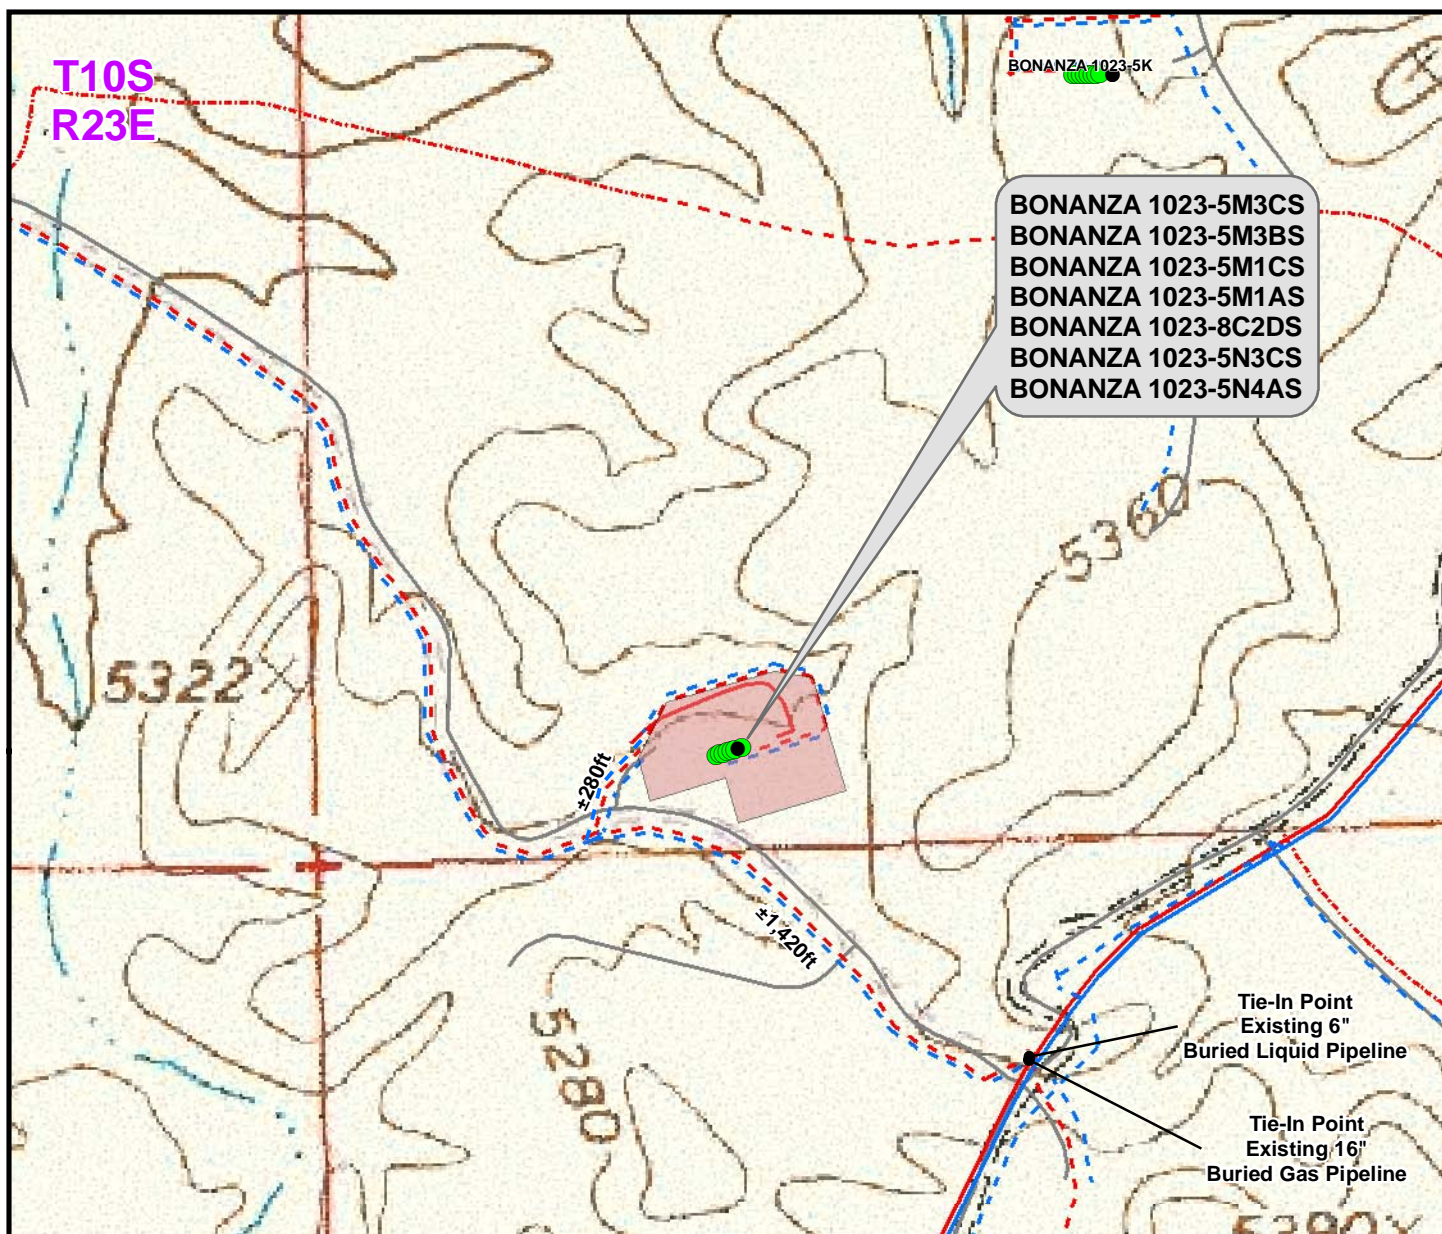 T10S
R23E
BONANZA 1023-5K
BONANZA 1023-5M3CS
BONANZA 1023-5M3BS
BONANZA 1023-5M1CS
BONANZA 1023-5M1AS
BONANZA 1023-8C2DS
BONANZA 1023-5N3CS
BONANZA 1023-5N4AS
5360
5322
±280ft
±1,420ft
5280
Tie-In Point
Existing 6"
Buried Liquid Pipeline
Tie-In Point
Existing 16"
Buried Gas Pipeline